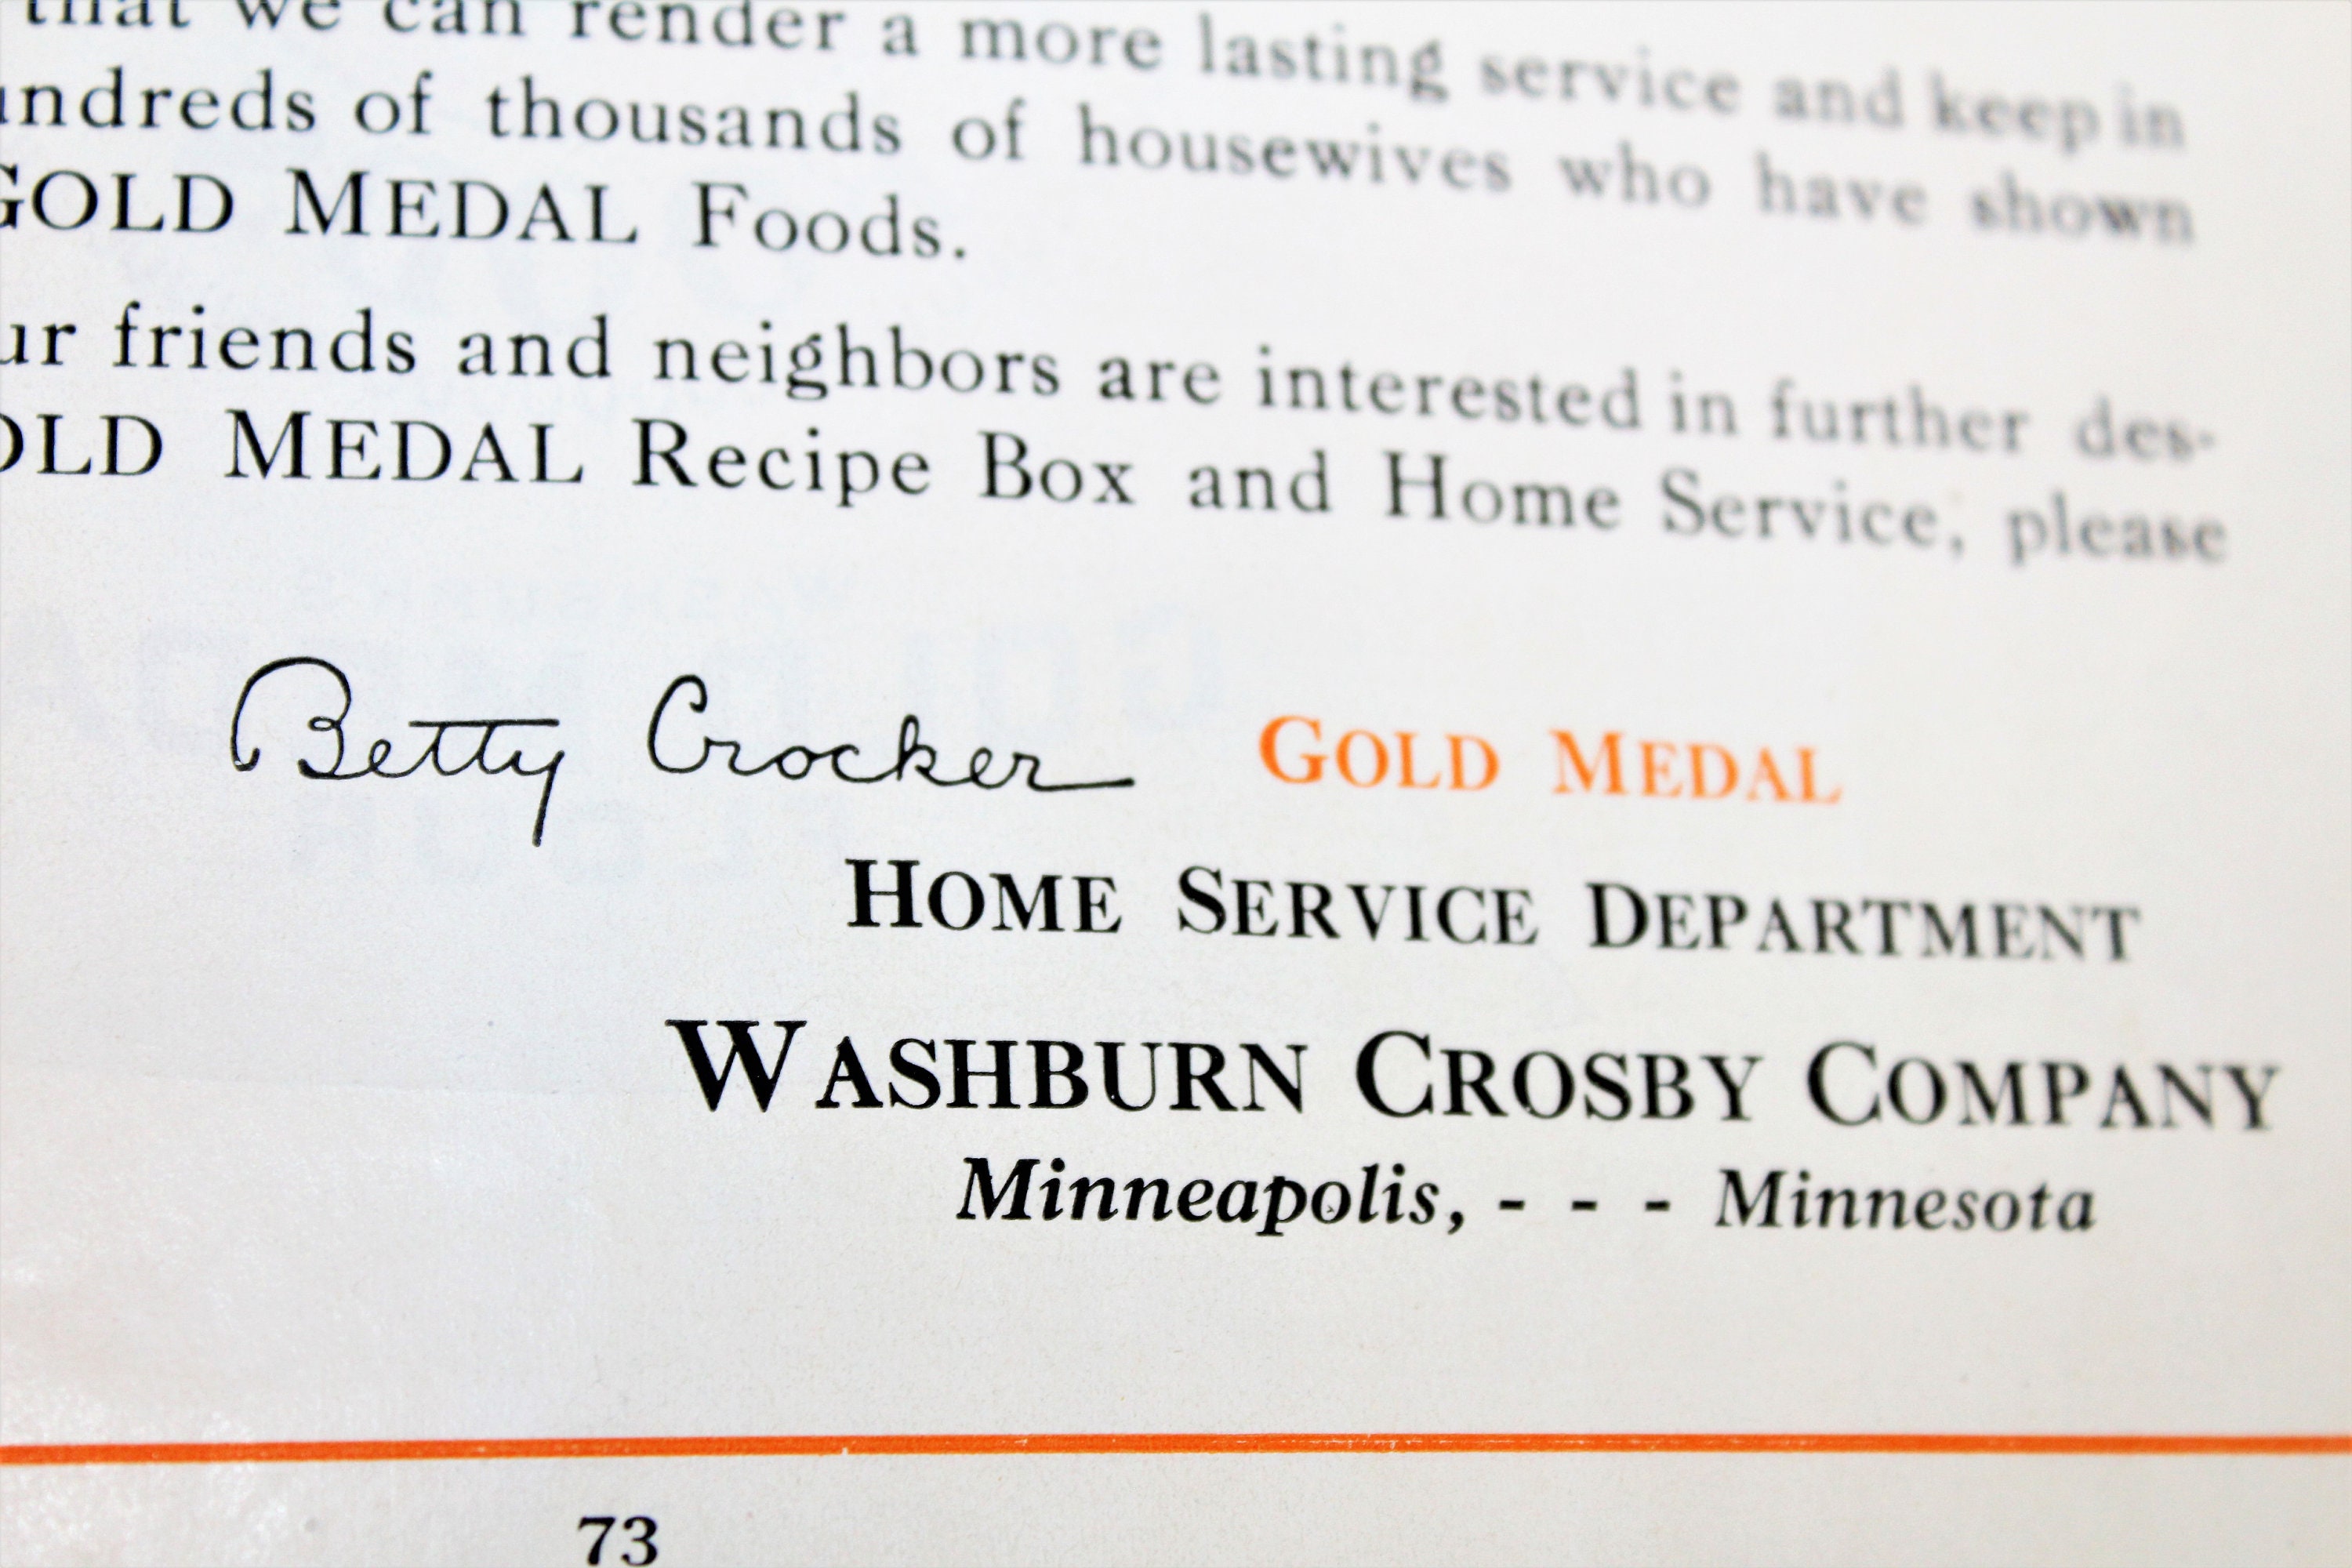 that we can render a more lasting service and keep in
undreds of thousands of housewives who have shown
GOLD MEDAL Foods.
ur friends and neighbors are interested in further des-
OLD MEDAL Recipe Box and Home Service, please
Betty Crocker GOLD MEDAL
HOME SERVICE DEPARTMENT
WASHBURN CROSBY COMPANY
Minneapolis, - - - Minnesota
73